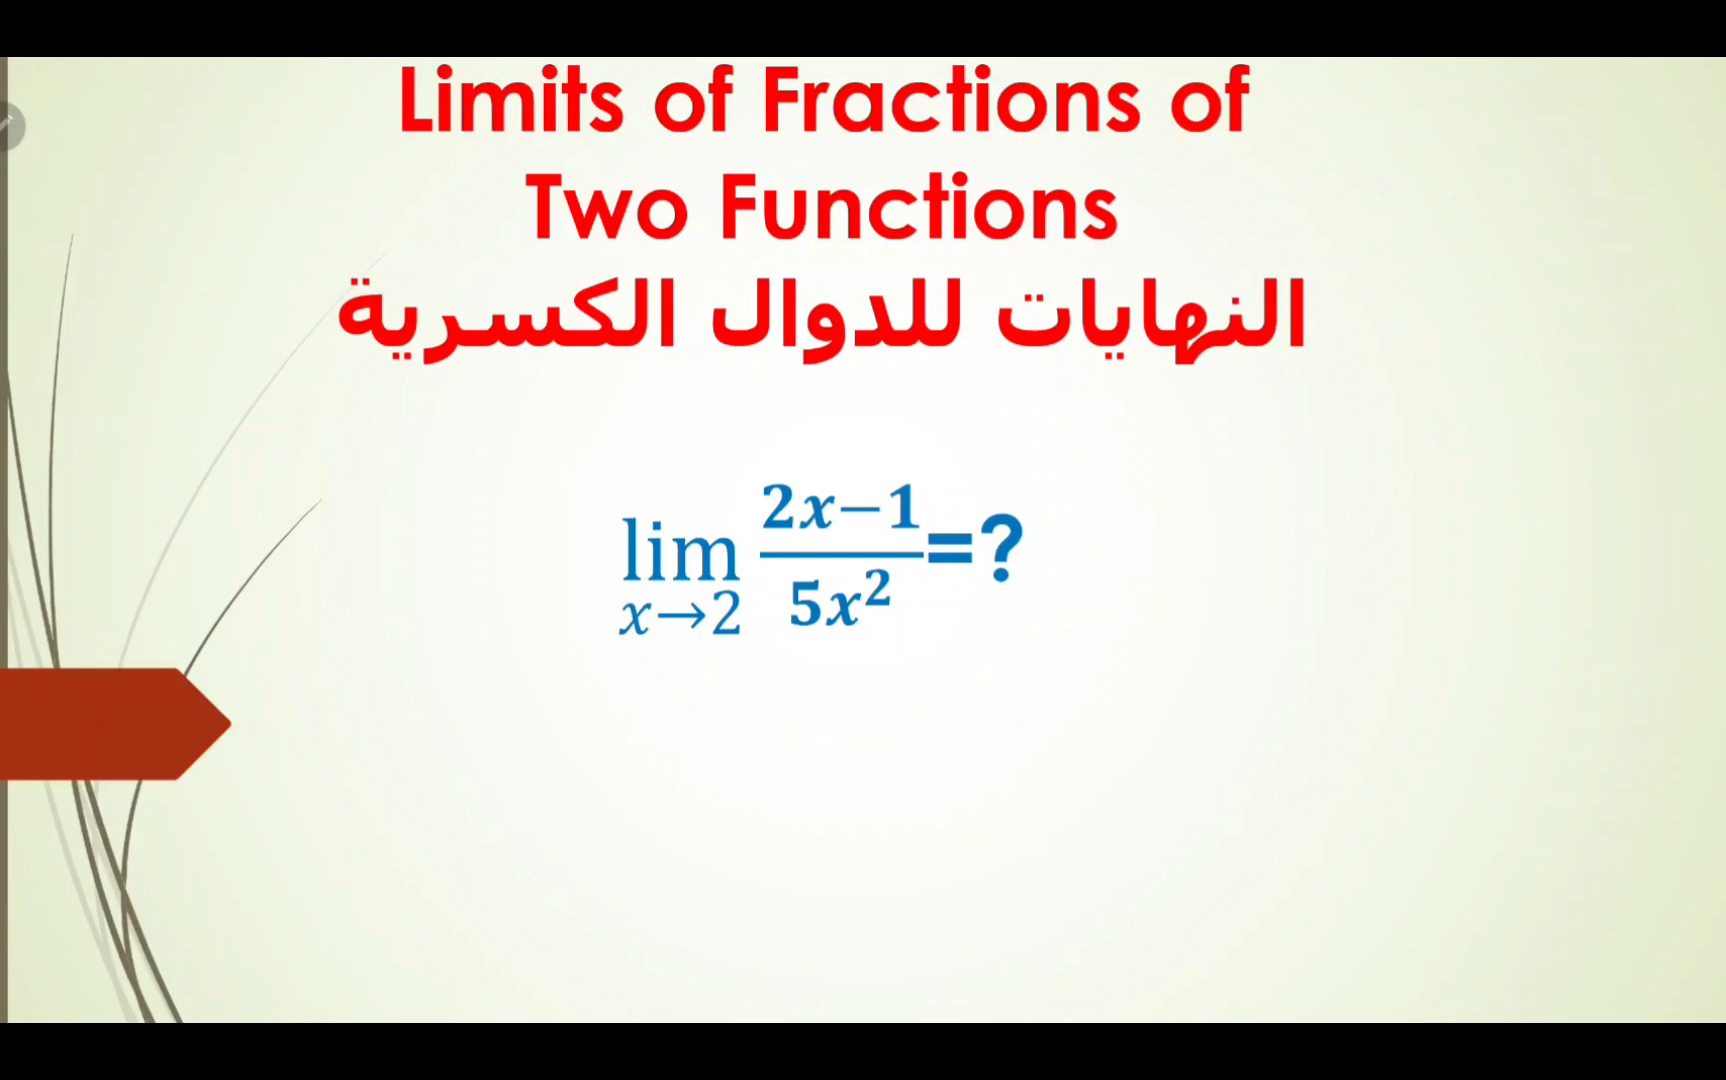 Limits of Fractions of
Two Functions
النهايات للدوال الكسرية
lim x→2 (2x−1)/(5x²) =?